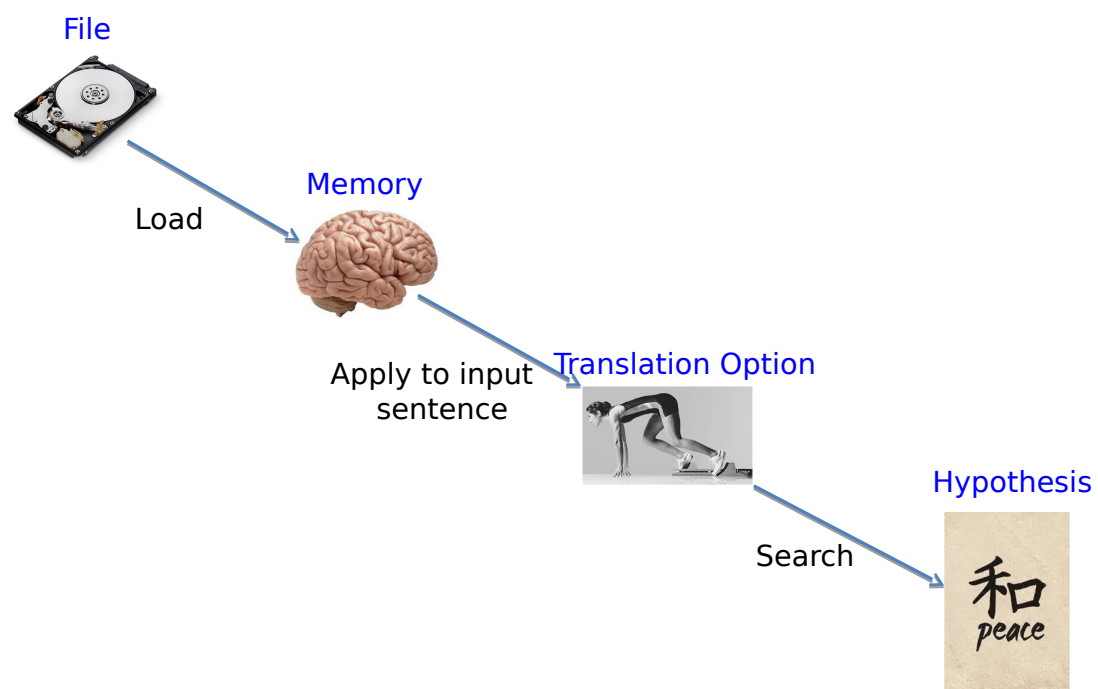 File
Memory
Load
Translation Option
Apply to input
sentence
Hypothesis
Search
和
peace